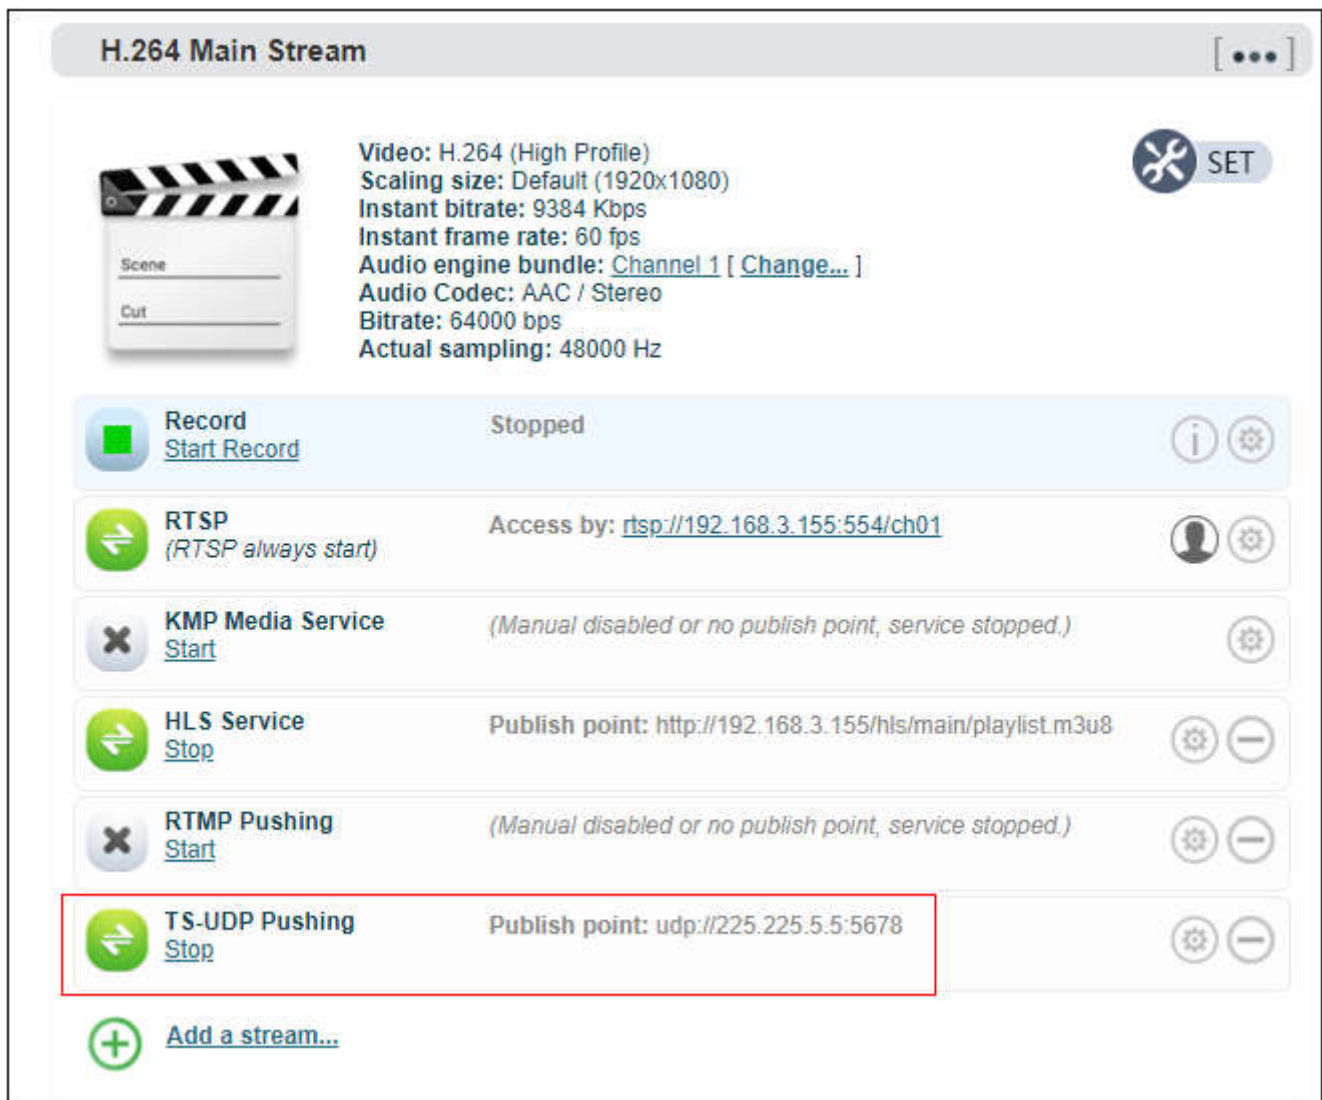 H.264 Main Stream
[•••]
Video: H.264 (High Profile)
Scaling size: Default (1920x1080)
Instant bitrate: 9384 Kbps
Instant frame rate: 60 fps
Audio engine bundle: Channel 1 [ Change... ]
Audio Codec: AAC / Stereo
Bitrate: 64000 bps
Actual sampling: 48000 Hz
SET
Scene
Cut
Record
Start Record
Stopped
RTSP
(RTSP always start)
Access by: rtsp://192.168.3.155:554/ch01
KMP Media Service
Start
(Manual disabled or no publish point, service stopped.)
HLS Service
Stop
Publish point: http://192.168.3.155/hls/main/playlist.m3u8
RTMP Pushing
Start
(Manual disabled or no publish point, service stopped.)
TS-UDP Pushing
Stop
Publish point: udp://225.225.5.5:5678
Add a stream...